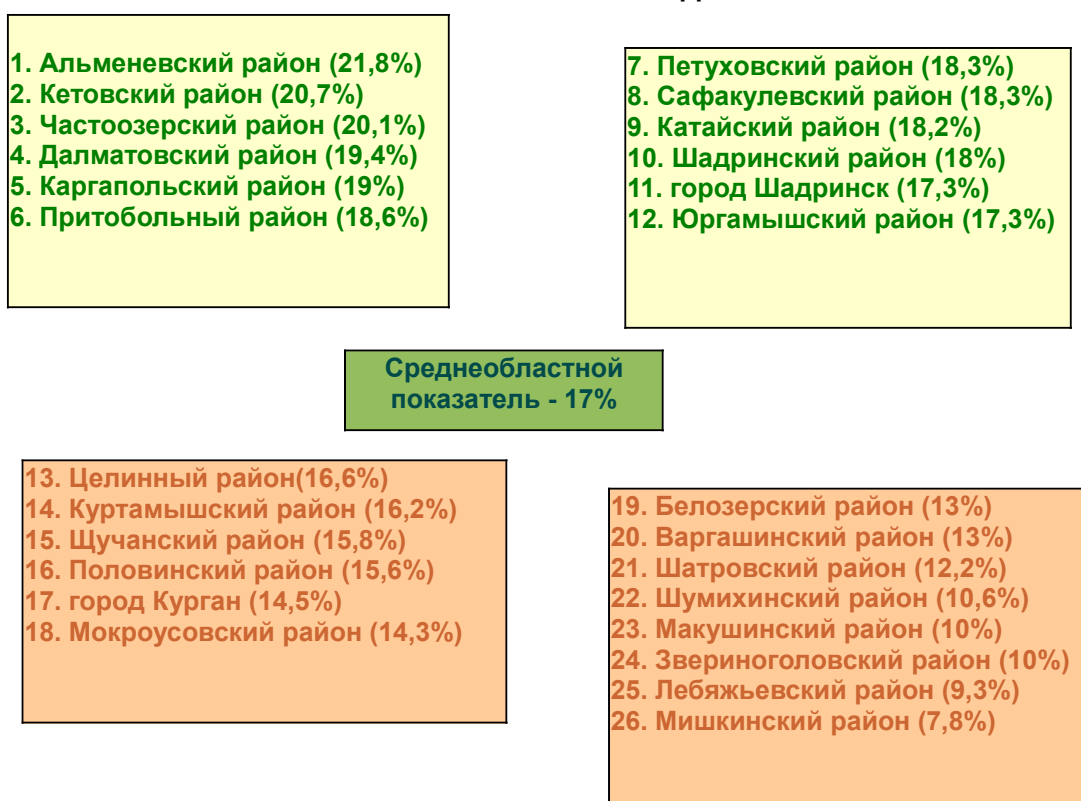 1. Альменевский район (21,8%)
2. Кетовский район (20,7%)
3. Частоозерский район (20,1%)
4. Далматовский район (19,4%)
5. Каргапольский район (19%)
6. Притобольный район (18,6%)
7. Петуховский район (18,3%)
8. Сафакулевский район (18,3%)
9. Катайский район (18,2%)
10. Шадринский район (18%)
11. город Шадринск (17,3%)
12. Юргамышский район (17,3%)
Среднеобластной
показатель - 17%
13. Целинный район(16,6%)
14. Куртамышский район (16,2%)
15. Щучанский район (15,8%)
16. Половинский район (15,6%)
17. город Курган (14,5%)
18. Мокроусовский район (14,3%)
19. Белозерский район (13%)
20. Варгашинский район (13%)
21. Шатровский район (12,2%)
22. Шумихинский район (10,6%)
23. Макушинский район (10%)
24. Звериноголовский район (10%)
25. Лебяжьевский район (9,3%)
26. Мишкинский район (7,8%)